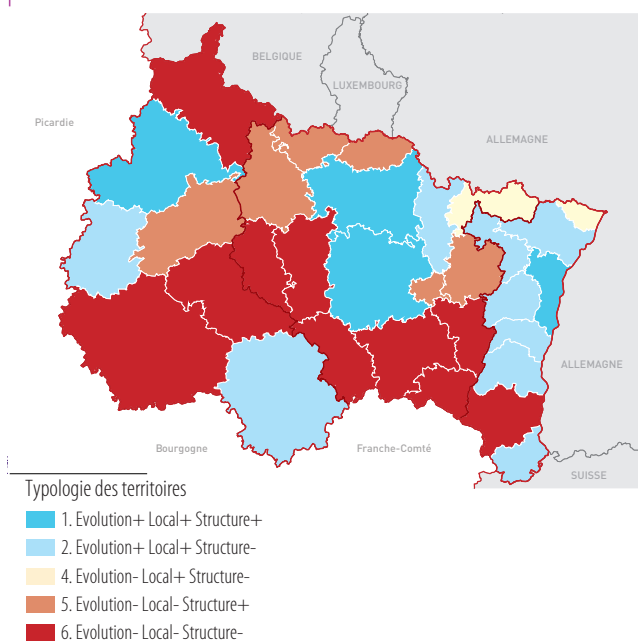 BELGIQUE
LUXEMBOURG
Picardie
ALLEMAGNE
ALLEMAGNE
Bourgogne
Franche-Comté
SUISSE
Typologie des territoires
1. Evolution+ Local+ Structure+
2. Evolution+ Local+ Structure-
4. Evolution- Local+ Structure-
5. Evolution- Local- Structure+
6. Evolution- Local- Structure-